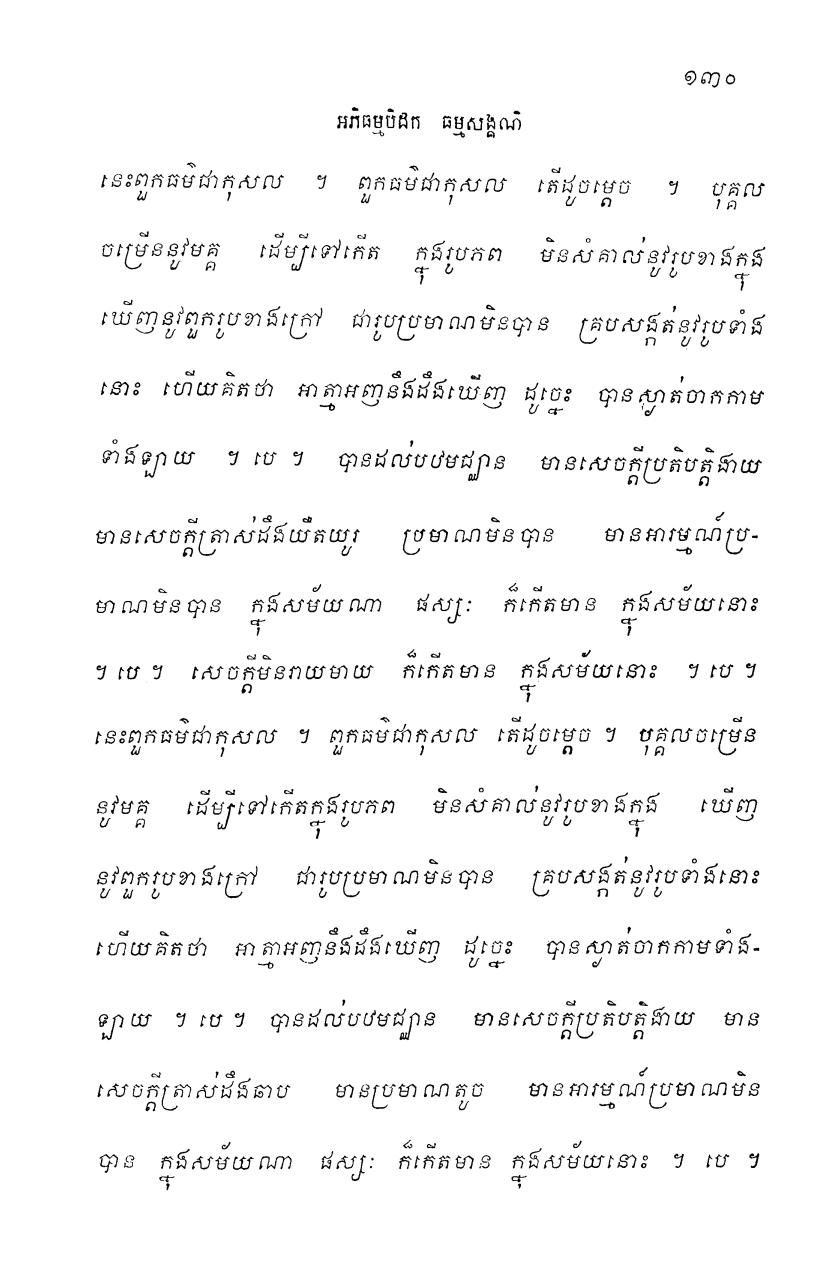 ១៣០
អភិធម្មបិដក ធម្មសង្គណិ
នេះពួកធម៌ជាកុសល ។ ពួកធម៌ជាកុសល តើដូចម្តេច ។ បុគ្គល
ចម្រើននូវមគ្គ ដើម្បីទៅកើត ក្នុងរូបភព មិនសំគាល់នូវរូបខាងក្នុង
ឃើញនូវពួករូបខាងក្រៅ ជារូបប្រមាណមិនបាន គ្របសង្កត់នូវរូបទាំង
នោះ ហើយគិតថា អាត្មាអញនឹងដឹងឃើញ ដូច្នេះ បានស្ងាត់ចាកកាម
ទាំងឡាយ ។ បេ ។ បានដល់បឋមជ្ឈាន មានសេចក្តីប្រតិបត្តិងាយ
មានសេចក្តីត្រាស់ដឹងយឺតយូរ ប្រមាណមិនបាន មានអារម្មណ៍ប្រ-
មាណមិនបាន ក្នុងសម័យណា ផស្សៈ ក៏កើតមាន ក្នុងសម័យនោះ
។ បេ ។ សេចក្តីមិនរាយមាយ ក៏កើតមាន ក្នុងសម័យនោះ ។ បេ ។
នេះពួកធម៌ជាកុសល ។ ពួកធម៌ជាកុសល តើដូចម្តេច ។ បុគ្គលចម្រើន
នូវមគ្គ ដើម្បីទៅកើតក្នុងរូបភព មិនសំគាល់នូវរូបខាងក្នុង ឃើញ
នូវពួករូបខាងក្រៅ ជារូបប្រមាណមិនបាន គ្របសង្កត់នូវរូបទាំងនោះ
ហើយគិតថា អាត្មាអញនឹងដឹងឃើញ ដូច្នេះ បានស្ងាត់ចាកកាមទាំង-
ឡាយ ។ បេ ។ បានដល់បឋមជ្ឈាន មានសេចក្តីប្រតិបត្តិងាយ មាន
សេចក្តីត្រាស់ដឹងឆាប់ មានប្រមាណតូច មានអារម្មណ៍ប្រមាណមិន
បាន ក្នុងសម័យណា ផស្សៈ ក៏កើតមាន ក្នុងសម័យនោះ ។ បេ ។